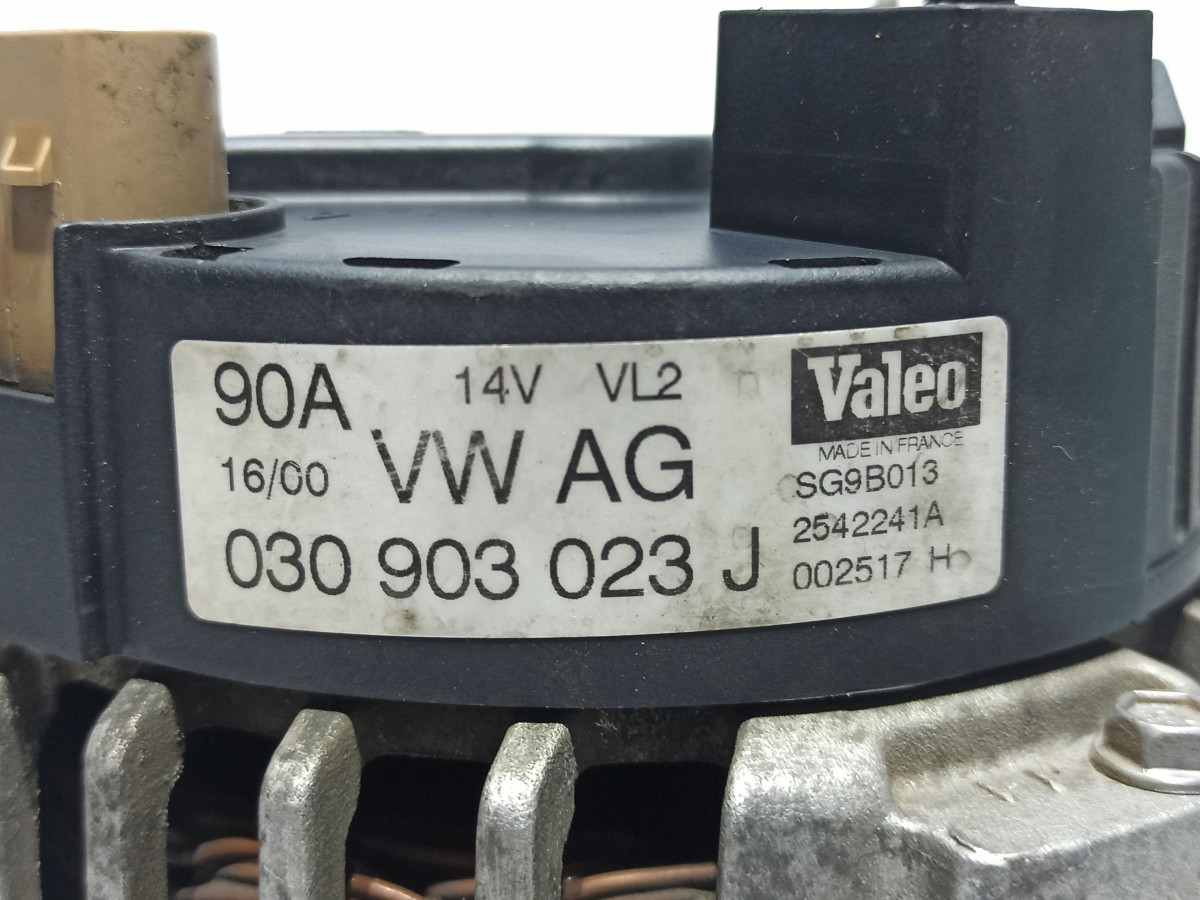 90A 14V VL2
16/00 VW AG
030 903 023 J
Valeo
MADE IN FRANCE
SG9B013
2542241A
002517 H